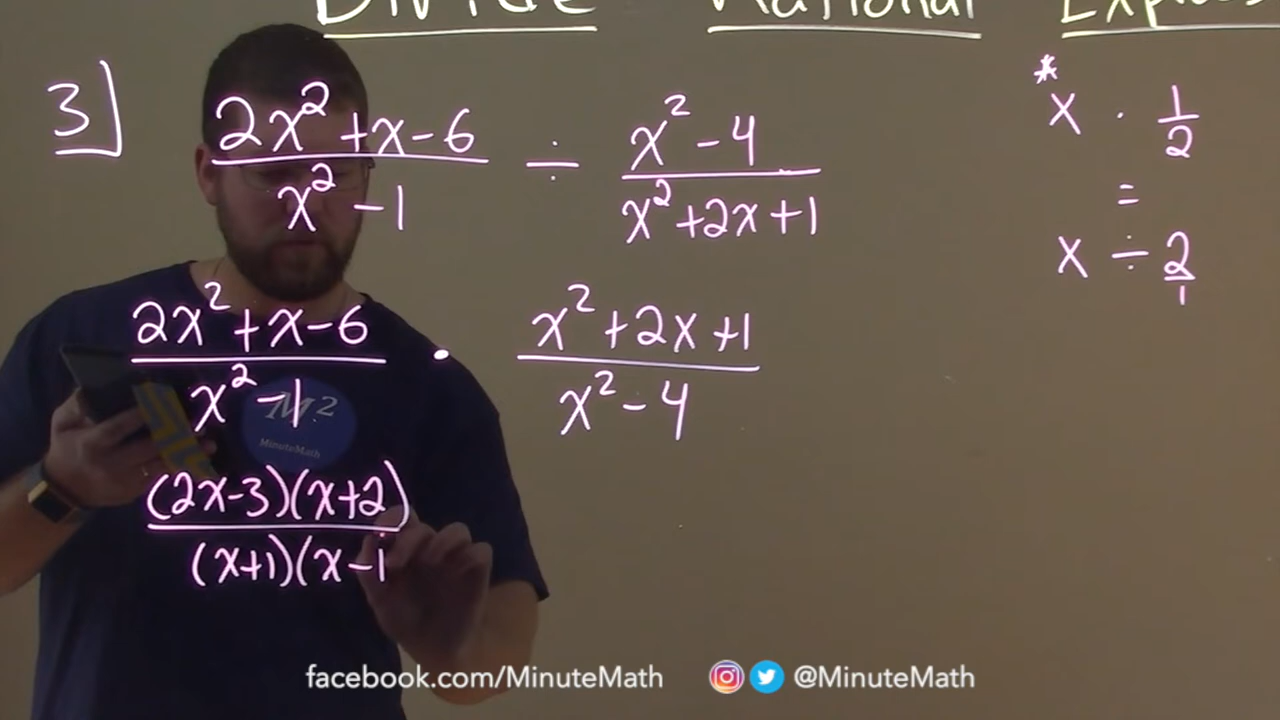 Divide Rational
3] (2x²+x-6)/(x²-1) ÷ (x²-4)/(x²+2x+1)
(2x²+x-6)/(x²-1) · (x²+2x+1)/(x²-4)
((2x-3)(x+2))/((x+1)(x-1
* x · 1/2
=
x ÷ 2/1
M²
MinuteMath
facebook.com/MinuteMath @MinuteMath